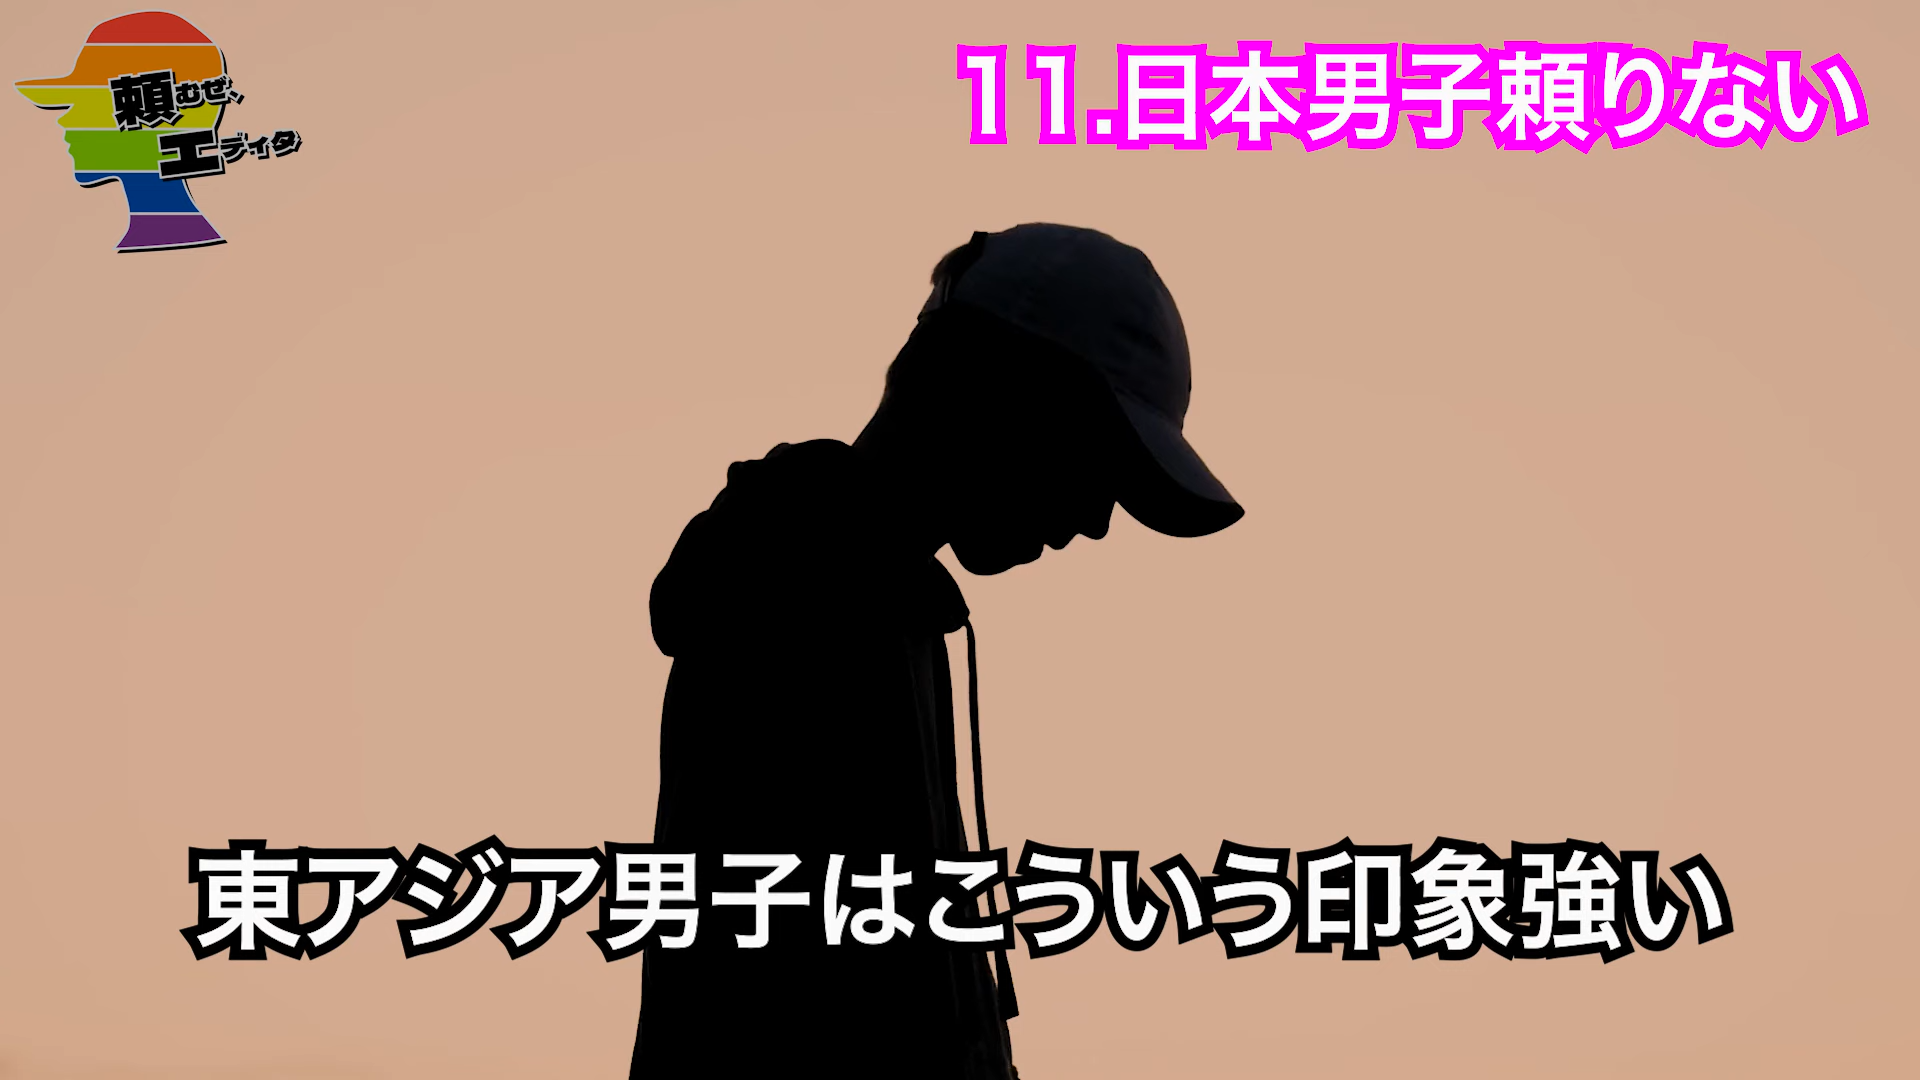 頼むぜ、
エディタ
11.日本男子頼りない
東アジア男子はこういう印象強い